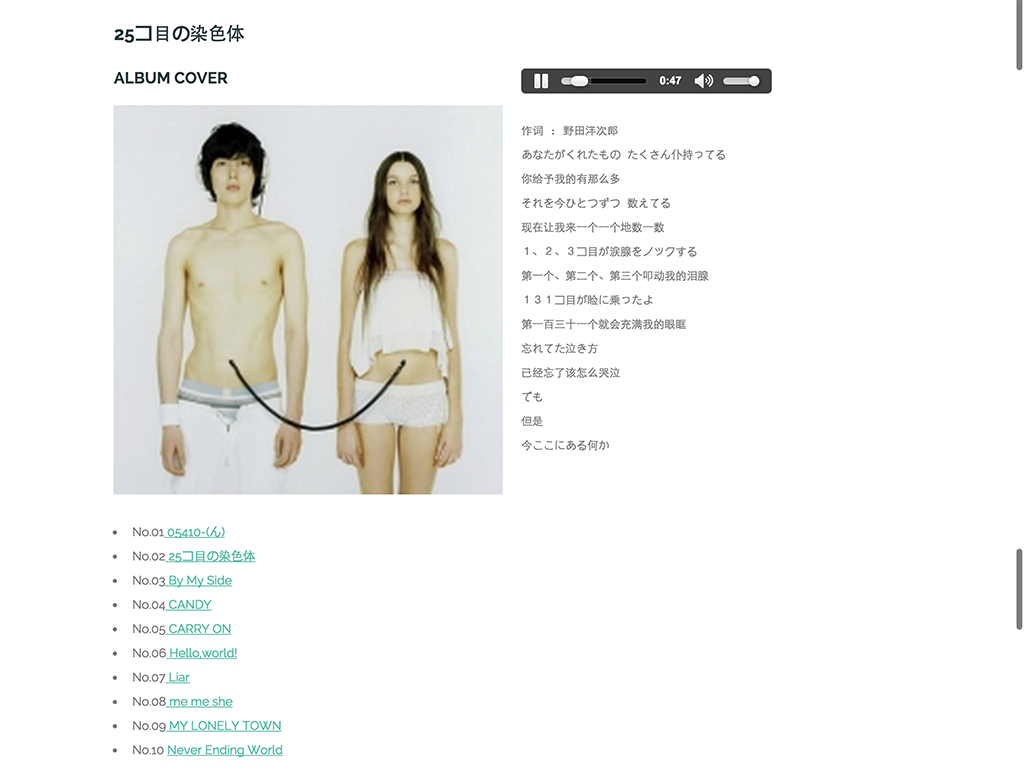 25コ目の染色体
ALBUM COVER
0:47
作词 : 野田洋次郎
あなたがくれたもの たくさん仆持ってる
你给予我的有那么多
それを今ひとつずつ 数えてる
现在让我来一个一个地数一数
1、2、3コ目が涙腺をノックする
第一个、第二个、第三个叩动我的泪腺
131コ目が睑に乗ったよ
第一百三十一个就会充满我的眼眶
忘れてた泣き方
已经忘了该怎么哭泣
でも
但是
今ここにある何か
No.01 05410-(ん)
No.02 25コ目の染色体
No.03 By My Side
No.04 CANDY
No.05 CARRY ON
No.06 Hello,world!
No.07 Liar
No.08 me me she
No.09 MY LONELY TOWN
No.10 Never Ending World